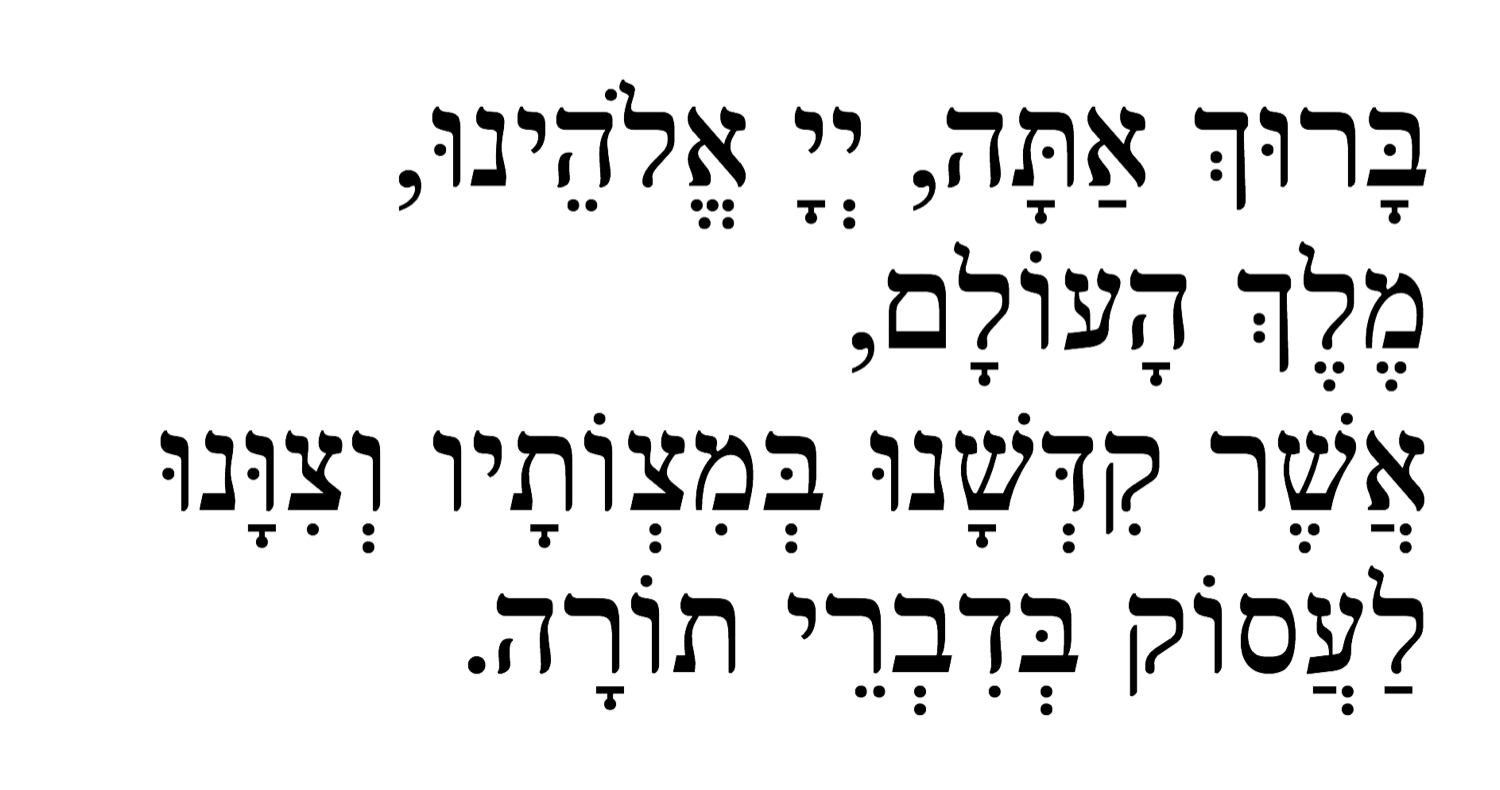 בָּרוּךְ אַתָּה, יְיָ אֱלֹהֵינוּ,
מֶלֶךְ הָעוֹלָם,
אֲשֶׁר קִדְּשָׁנוּ בְּמִצְוֹתָיו וְצִוָּנוּ
לַעֲסוֹק בְּדִבְרֵי תוֹרָה.